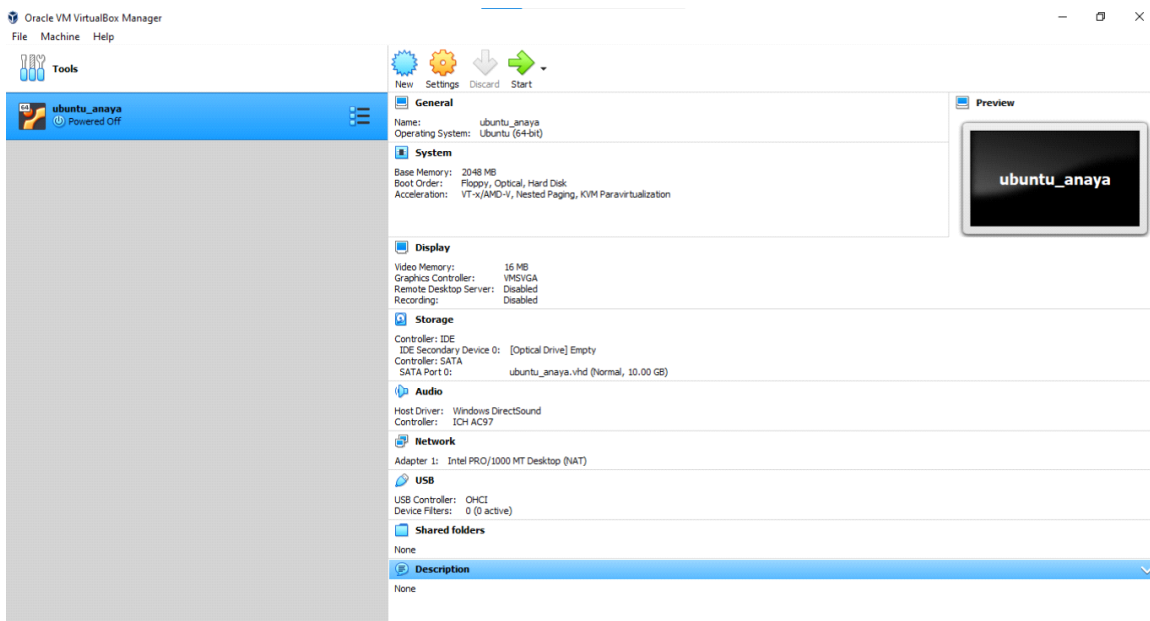 Oracle VM VirtualBox Manager
File Machine Help
Tools
New Settings Discard Start
64
ubuntu_anaya
Powered Off
General
Name: ubuntu_anaya
Operating System: Ubuntu (64-bit)
Preview
ubuntu_anaya
System
Base Memory: 2048 MB
Boot Order: Floppy, Optical, Hard Disk
Acceleration: VT-x/AMD-V, Nested Paging, KVM Paravirtualization
Display
Video Memory: 16 MB
Graphics Controller: VMSVGA
Remote Desktop Server: Disabled
Recording: Disabled
Storage
Controller: IDE
IDE Secondary Device 0: [Optical Drive] Empty
Controller: SATA
SATA Port 0: ubuntu_anaya.vhd (Normal, 10.00 GB)
Audio
Host Driver: Windows DirectSound
Controller: ICH AC97
Network
Adapter 1: Intel PRO/1000 MT Desktop (NAT)
USB
USB Controller: OHCI
Device Filters: 0 (0 active)
Shared folders
None
Description
None